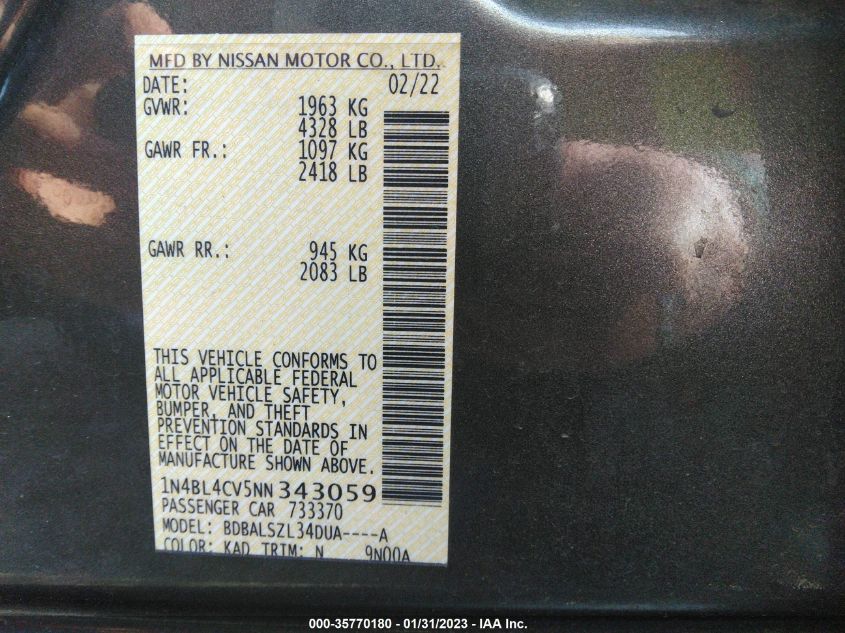 MFD BY NISSAN MOTOR CO., LTD.
DATE: 02/22
GVWR: 1963 KG
4328 LB
GAWR FR.: 1097 KG
2418 LB
GAWR RR.: 945 KG
2083 LB
THIS VEHICLE CONFORMS TO
ALL APPLICABLE FEDERAL
MOTOR VEHICLE SAFETY,
BUMPER, AND THEFT
PREVENTION STANDARDS IN
EFFECT ON THE DATE OF
MANUFACTURE SHOWN ABOVE.
1N4BL4CV5NN343059
PASSENGER CAR 733370
MODEL: BDBALSZL34DUA----A
COLOR: KAD TRIM: N 9N00A
000-35770180 - 01/31/2023 - IAA Inc.